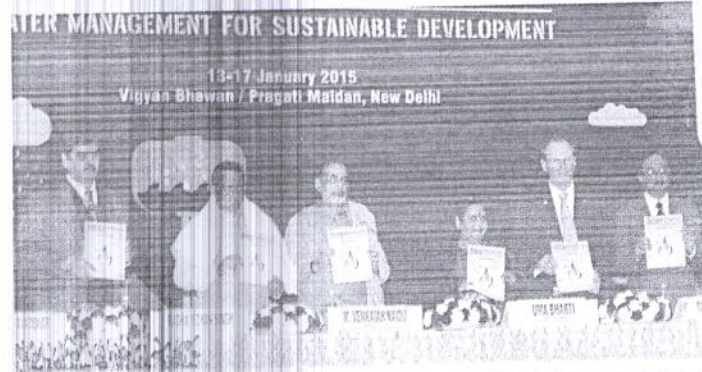 ATER MANAGEMENT FOR SUSTAINABLE DEVELOPMENT
13-17 January 2015
Vigyan Bhawan / Pragati Maidan, New Delhi
M. VENKAIAH NAIDU
UMA BHARTI